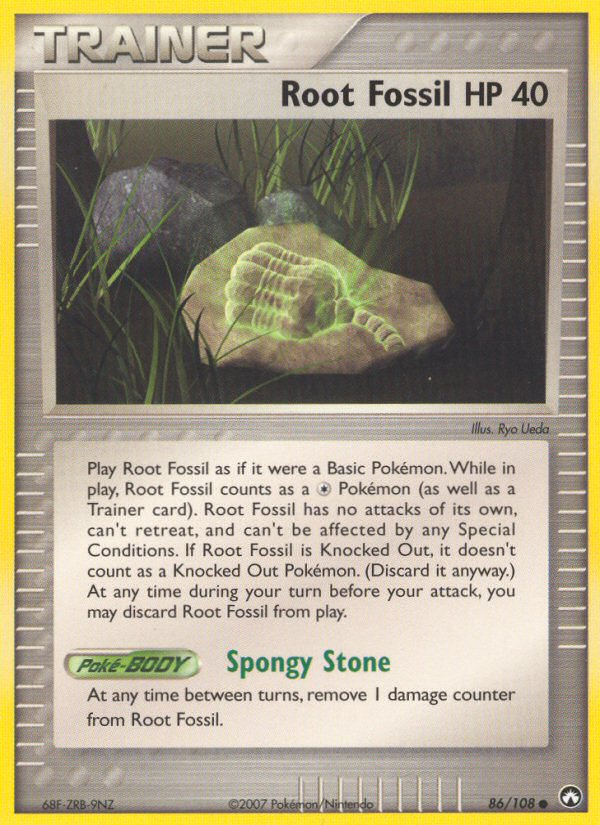 TRAINER
Root Fossil HP 40
Illus. Ryo Ueda
Play Root Fossil as if it were a Basic Pokémon. While in
play, Root Fossil counts as a Pokémon (as well as a
Trainer card). Root Fossil has no attacks of its own,
can't retreat, and can't be affected by any Special
Conditions. If Root Fossil is Knocked Out, it doesn't
count as a Knocked Out Pokémon. (Discard it anyway.)
At any time during your turn before your attack, you
may discard Root Fossil from play.
Poké-BODY Spongy Stone
At any time between turns, remove 1 damage counter
from Root Fossil.
68F-ZRB-9NZ ©2007 Pokémon/Nintendo 86/108